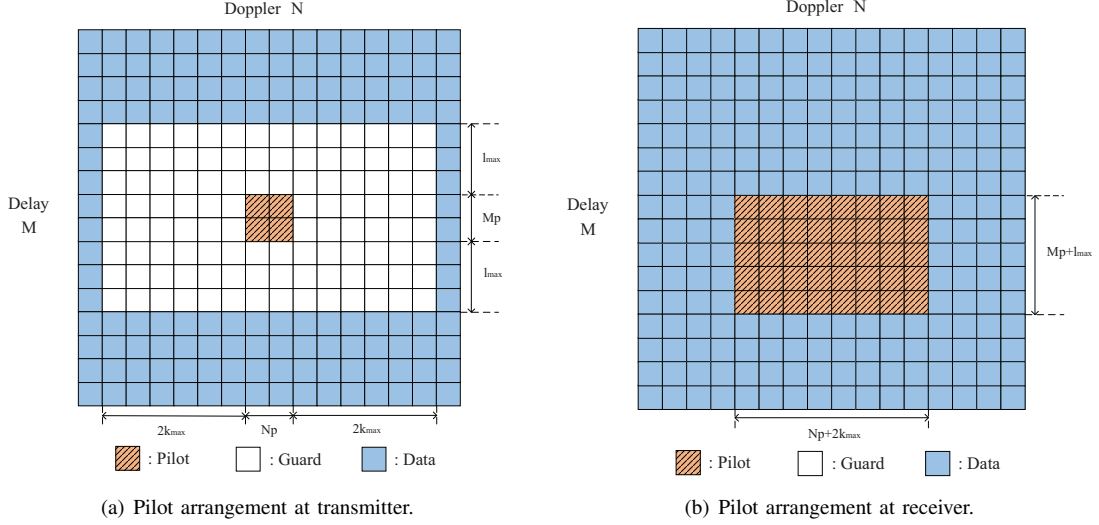 Doppler N
Delay
M
lmax
Mp
lmax
2kmax
Np
2kmax
: Pilot
: Guard
: Data
(a) Pilot arrangement at transmitter.
Doppler N
Delay
M
Mp+lmax
Np+2kmax
: Pilot
: Guard
: Data
(b) Pilot arrangement at receiver.